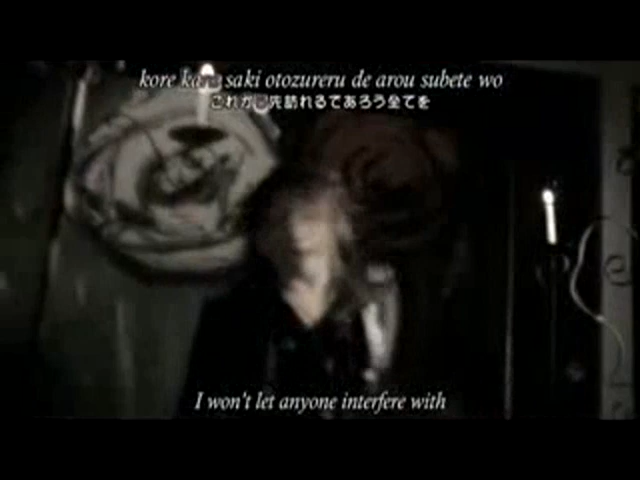 kore kara saki otozureru de arou subete wo
これから先訪れるであろう全てを
I won't let anyone interfere with